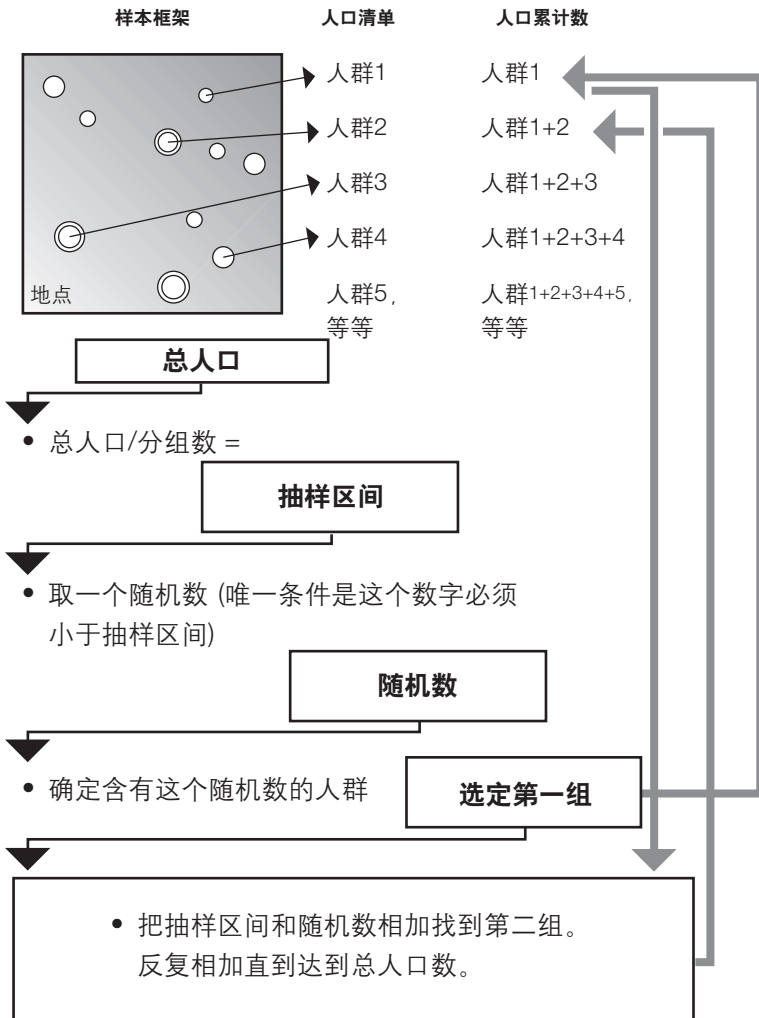 样本框架 人口清单 人口累计数
人群1 人群1
人群2 人群1+2
人群3 人群1+2+3
人群4 人群1+2+3+4
地点 人群5, 人群1+2+3+4+5,
等等 等等
总人口
• 总人口/分组数 =
抽样区间
• 取一个随机数 (唯一条件是这个数字必须
小于抽样区间)
随机数
• 确定含有这个随机数的人群 选定第一组
• 把抽样区间和随机数相加找到第二组。
反复相加直到达到总人口数。